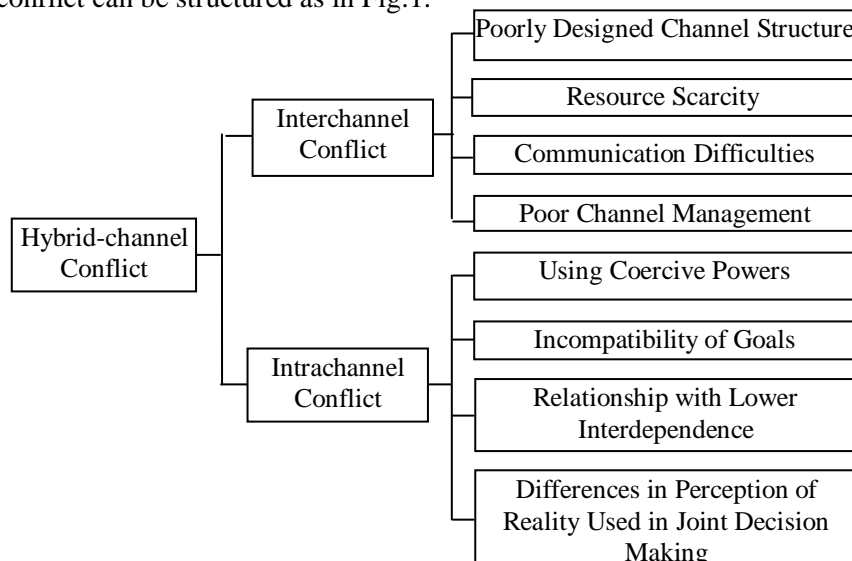 conflict can be structured as in Fig.1.
Poorly Designed Channel Structure
Resource Scarcity
Interchannel
Conflict
Communication Difficulties
Poor Channel Management
Hybrid-channel
Conflict
Using Coercive Powers
Incompatibility of Goals
Intrachannel
Conflict
Relationship with Lower
Interdependence
Differences in Perception of
Reality Used in Joint Decision
Making